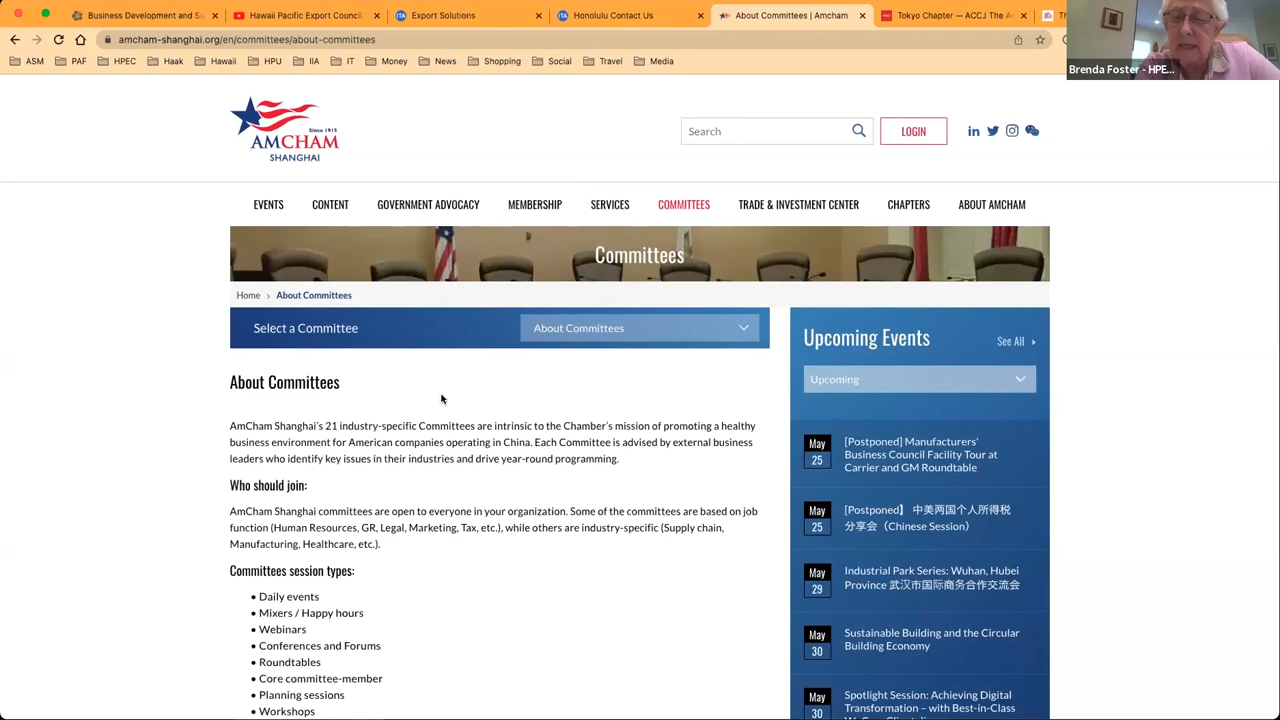 Business Development and Su
Hawaii Pacific Export Council
Export Solutions
Honolulu Contact Us
About Committees | Amcham
Tokyo Chapter — ACCJ The A
Th
amcham-shanghai.org/en/committees/about-committees
ASM
PAF
HPEC
Haak
Hawaii
HPU
IIA
IT
Money
News
Shopping
Social
Travel
Media
Brenda Foster - HPE...
Since 1915
AMCHAM
SHANGHAI
Search
LOGIN
EVENTS
CONTENT
GOVERNMENT ADVOCACY
MEMBERSHIP
SERVICES
COMMITTEES
TRADE & INVESTMENT CENTER
CHAPTERS
ABOUT AMCHAM
Committees
Home > About Committees
Select a Committee
About Committees
About Committees
AmCham Shanghai's 21 industry-specific Committees are intrinsic to the Chamber's mission of promoting a healthy
business environment for American companies operating in China. Each Committee is advised by external business
leaders who identify key issues in their industries and drive year-round programming.
Who should join:
AmCham Shanghai committees are open to everyone in your organization. Some of the committees are based on job
function (Human Resources, GR, Legal, Marketing, Tax, etc.), while others are industry-specific (Supply chain,
Manufacturing, Healthcare, etc.).
Committees session types:
• Daily events
• Mixers / Happy hours
• Webinars
• Conferences and Forums
• Roundtables
• Core committee-member
• Planning sessions
• Workshops
Upcoming Events
See All
Upcoming
May
25
[Postponed] Manufacturers'
Business Council Facility Tour at
Carrier and GM Roundtable
May
25
[Postponed】 中美两国个人所得税
分享会（Chinese Session）
May
29
Industrial Park Series: Wuhan, Hubei
Province 武汉市国际商务合作交流会
May
30
Sustainable Building and the Circular
Building Economy
May
30
Spotlight Session: Achieving Digital
Transformation – with Best-in-Class